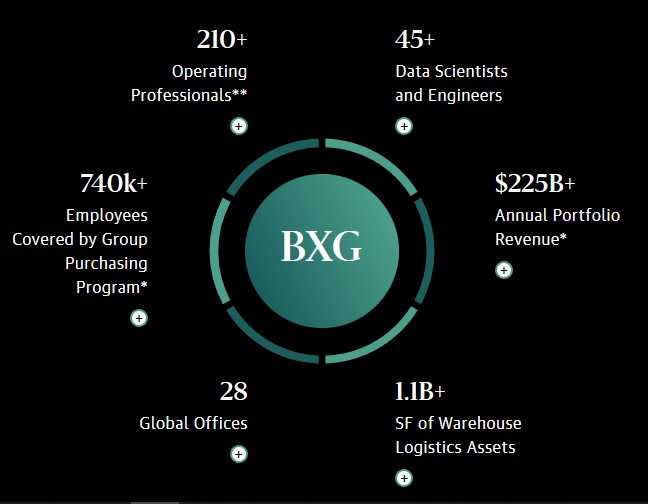 210+
Operating
Professionals**
45+
Data Scientists
and Engineers
740k+
Employees
Covered by Group
Purchasing
Program*
BXG
$225B+
Annual Portfolio
Revenue*
28
Global Offices
1.1B+
SF of Warehouse
Logistics Assets